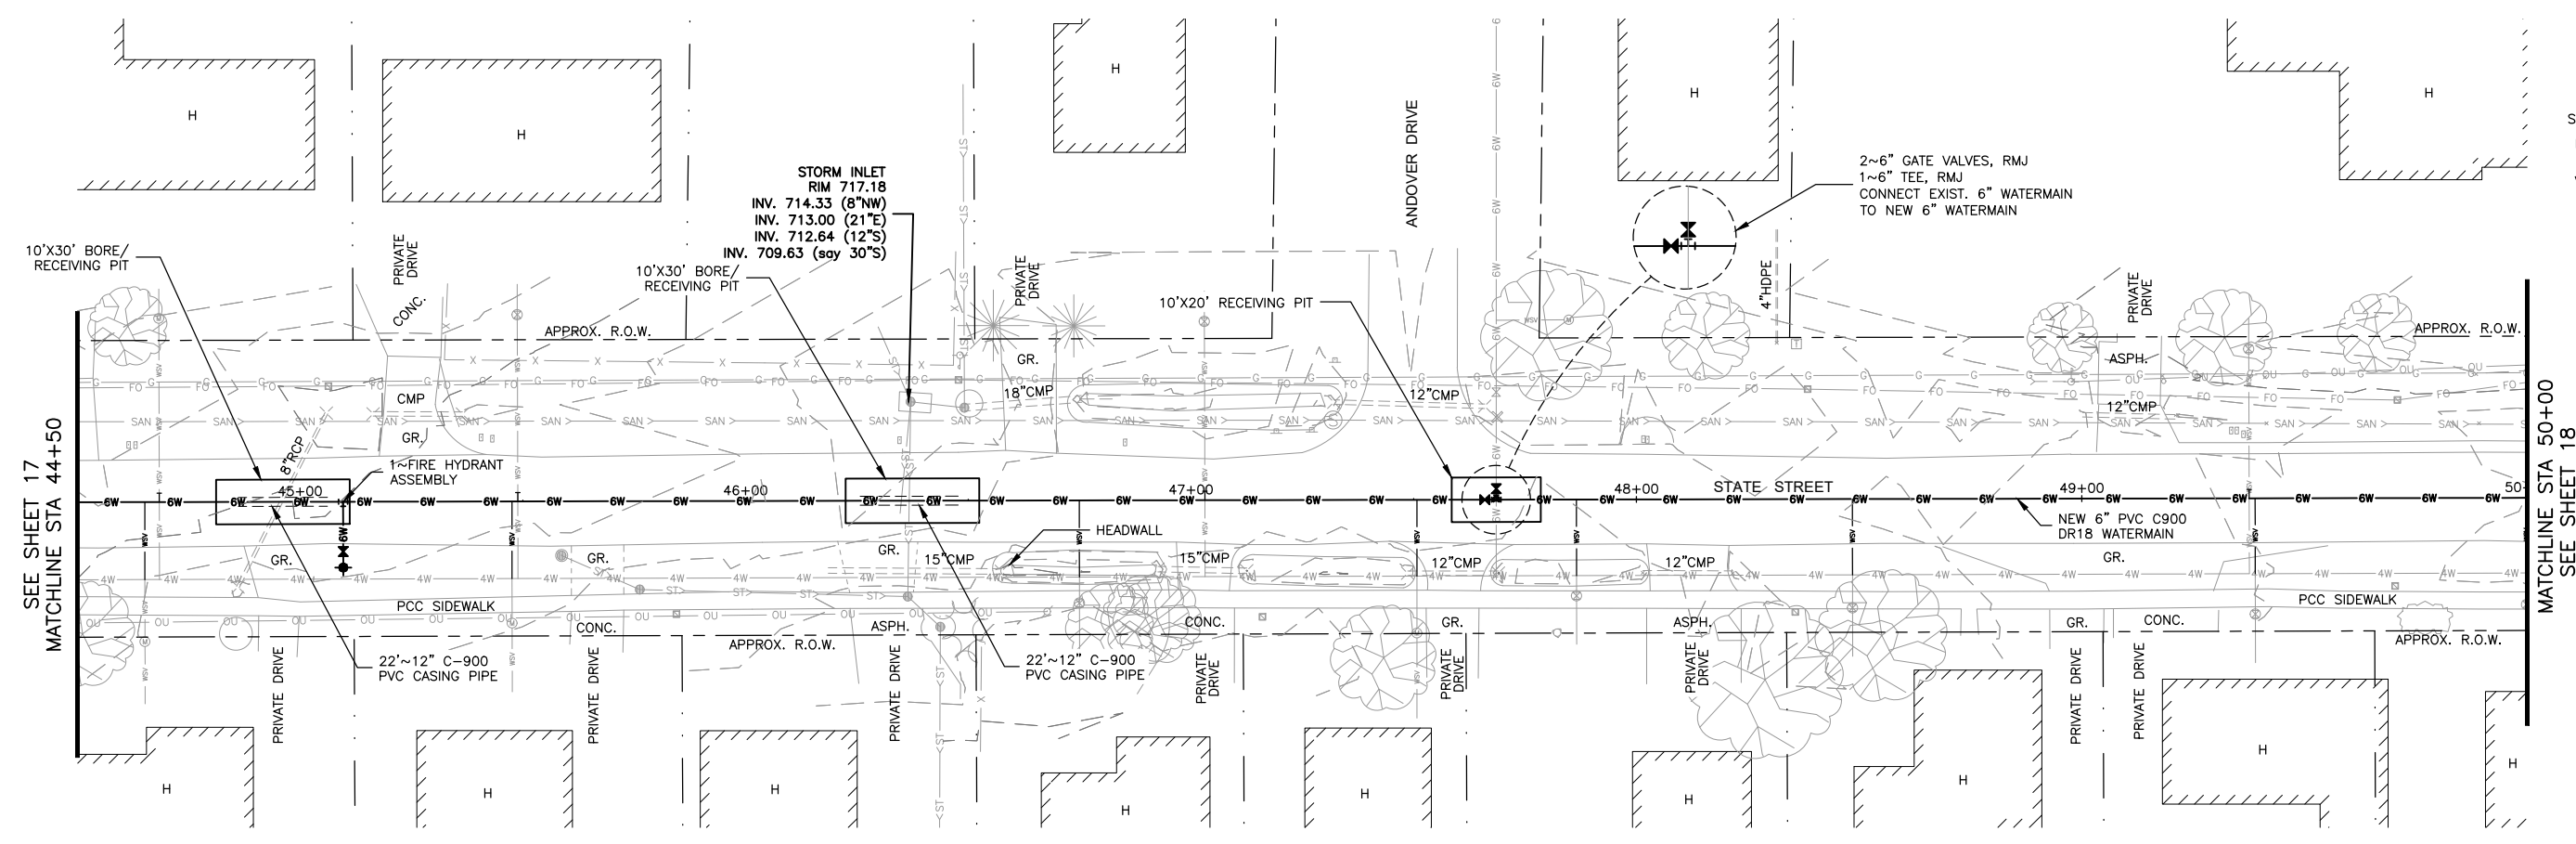 H
H
H
H
H
ANDOVER DRIVE
STORM INLET
RIM 717.18
INV. 714.33 (8"NW)
INV. 713.00 (21"E)
INV. 712.64 (12"S)
INV. 709.63 (say 30"S)
2~6" GATE VALVES, RMJ
1~6" TEE, RMJ
CONNECT EXIST. 6" WATERMAIN
TO NEW 6" WATERMAIN
10'X30' BORE/
RECEIVING PIT
PRIVATE
DRIVE
CONC.
10'X30' BORE/
RECEIVING PIT
PRIVATE
DRIVE
10'X20' RECEIVING PIT
4"HDPE
PRIVATE
DRIVE
APPROX. R.O.W.
APPROX. R.O.W.
GR.
ASPH.
CMP
18"CMP
12"CMP
12"CMP
GR.
8"RCP
1~FIRE HYDRANT
ASSEMBLY
SEE SHEET 17
MATCHLINE STA 44+50
45+00
46+00
47+00
48+00
STATE STREET
49+00
50
MATCHLINE STA 50+00
SEE SHEET 18
6W
WSV
SAN
FO
G
OU
4W
ST
X
NEW 6" PVC C900
DR18 WATERMAIN
HEADWALL
GR.
GR.
GR.
15"CMP
15"CMP
12"CMP
12"CMP
GR.
PCC SIDEWALK
PCC SIDEWALK
CONC.
ASPH.
CONC.
GR.
ASPH.
GR.
CONC.
APPROX. R.O.W.
APPROX. R.O.W.
22'~12" C-900
PVC CASING PIPE
22'~12" C-900
PVC CASING PIPE
PRIVATE DRIVE
PRIVATE DRIVE
PRIVATE DRIVE
PRIVATE
DRIVE
PRIVATE
DRIVE
PRIVATE
DRIVE
PRIVATE DRIVE
PRIVATE DRIVE
H
H
H
H
H
H
H
H
H